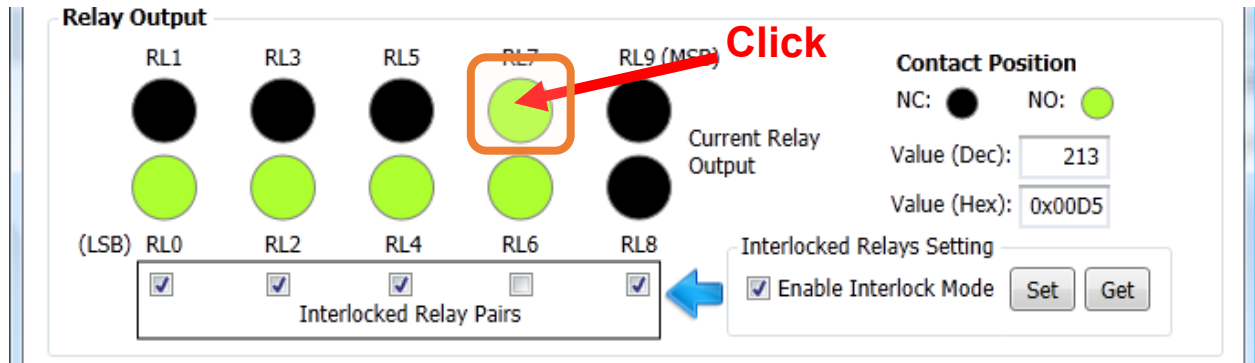 Relay Output
Click
RL1 RL3 RL5 RL7 RL9 (MSB)
Contact Position
NC: NO:
Current Relay
Output
Value (Dec): 213
Value (Hex): 0x00D5
(LSB) RL0 RL2 RL4 RL6 RL8
Interlocked Relays Setting
Enable Interlock Mode Set Get
Interlocked Relay Pairs